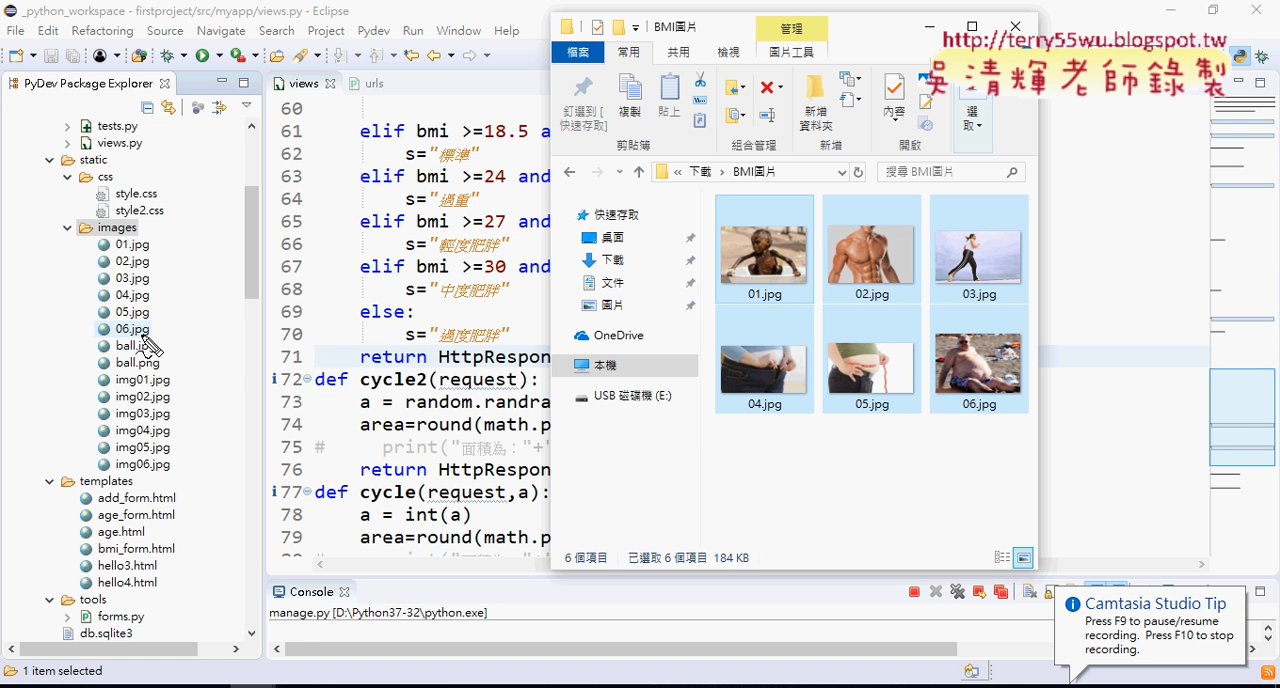 _python_workspace - firstproject/src/myapp/views.py - Eclipse
File Edit Refactoring Source Navigate Search Project Pydev Run Window Help
PyDev Package Explorer
tests.py
views.py
static
css
style.css
style2.css
images
01.jpg
02.jpg
03.jpg
04.jpg
05.jpg
06.jpg
ball.jpg
ball.png
img01.jpg
img02.jpg
img03.jpg
img04.jpg
img05.jpg
img06.jpg
templates
add_form.html
age_form.html
age.html
bmi_form.html
hello3.html
hello4.html
tools
forms.py
db.sqlite3
1 item selected
views urls
60
61 elif bmi >=18.5 a
62 s="標準"
63 elif bmi >=24 and
64 s="過重"
65 elif bmi >=27 and
66 s="輕度肥胖"
67 elif bmi >=30 and
68 s="中度肥胖"
69 else:
70 s="過度肥胖"
71 return HttpRespon
72 def cycle2(request):
73 a = random.randra
74 area=round(math.p
75 # print("面積為："+
76 return HttpRespon
77 def cycle(request,a):
78 a = int(a)
79 area=round(math.p
Console
manage.py [D:\Python37-32\python.exe]
BMI圖片
管理
檔案 常用 共用 檢視 圖片工具
釘選到 [快速存取]
複製
貼上
剪貼簿
組合管理
新增資料夾
新增
內容
開啟
選取
« 下載 › BMI圖片
搜尋 BMI圖片
快速存取
桌面
下載
文件
圖片
OneDrive
本機
USB 磁碟機 (E:)
01.jpg 02.jpg 03.jpg
04.jpg 05.jpg 06.jpg
6 個項目 已選取 6 個項目 184 KB
http://terry55wu.blogspot.tw
吳清輝老師錄製
Camtasia Studio Tip
Press F9 to pause/resume
recording. Press F10 to stop
recording.